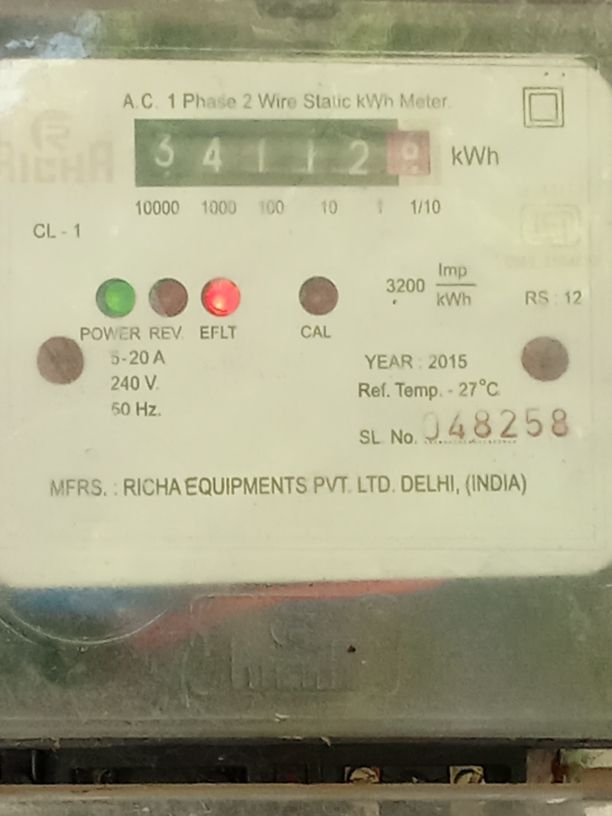 A.C. 1 Phase 2 Wire Static kWh Meter.
34112 kWh
10000 1000 100 10 1 1/10
CL - 1
3200 Imp/kWh
RS : 12
POWER REV. EFLT CAL
5-20 A
240 V.
50 Hz.
YEAR : 2015
Ref. Temp. - 27°C
SL. No. 048258
MFRS. : RICHA EQUIPMENTS PVT. LTD. DELHI, (INDIA)
RICHA